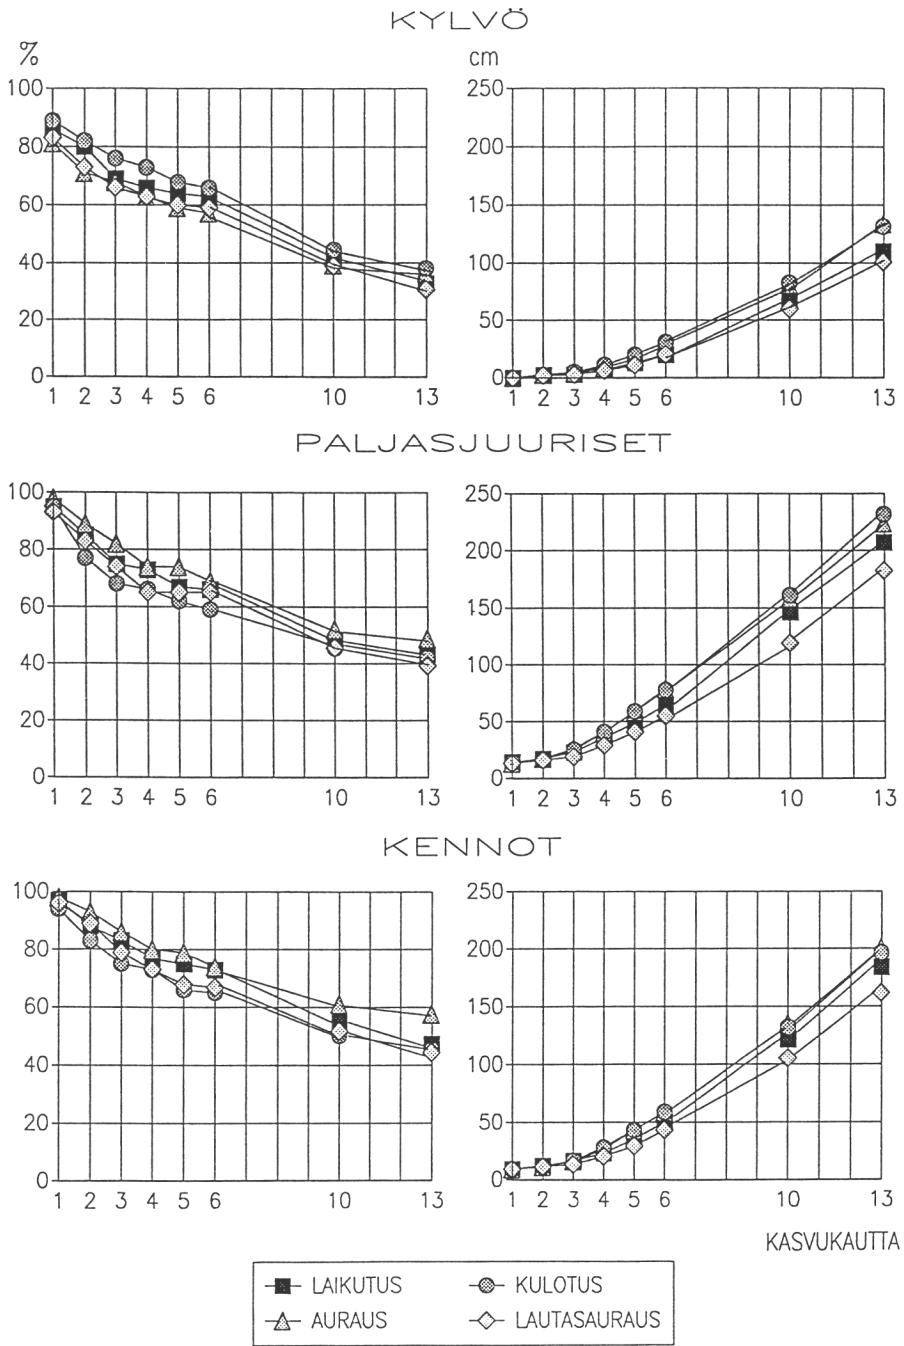 KYLVÖ
% cm
100 250
80 200
60 150
40 100
20 50
0 0
1 2 3 4 5 6 10 13 1 2 3 4 5 6 10 13
PALJASJUURISET
100 250
80 200
60 150
40 100
20 50
0 0
1 2 3 4 5 6 10 13 1 2 3 4 5 6 10 13
KENNOT
100 250
80 200
60 150
40 100
20 50
0 0
1 2 3 4 5 6 10 13 1 2 3 4 5 6 10 13
KASVUKAUTTA
LAIKUTUS KULOTUS
AURAUS LAUTASAURAUS